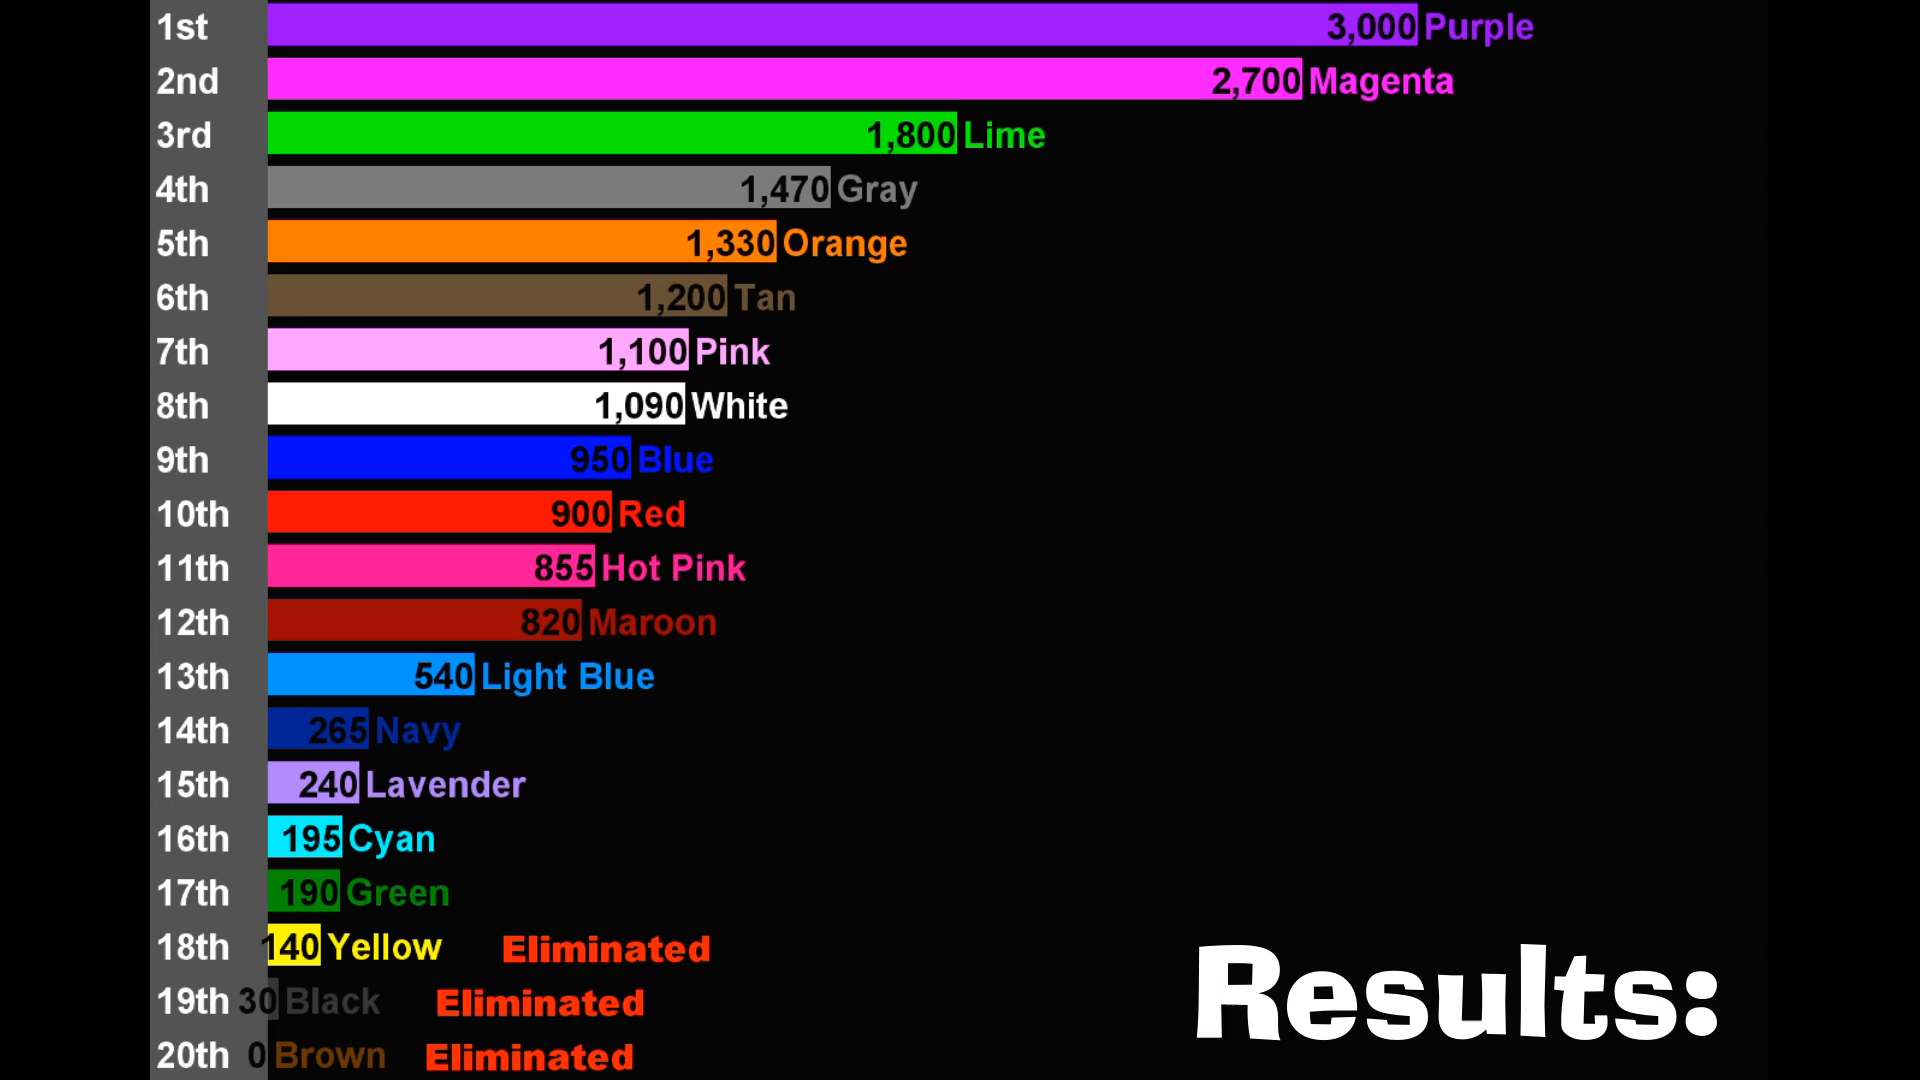 1st 3,000 Purple
2nd 2,700 Magenta
3rd 1,800 Lime
4th 1,470 Gray
5th 1,330 Orange
6th 1,200 Tan
7th 1,100 Pink
8th 1,090 White
9th 950 Blue
10th 900 Red
11th 855 Hot Pink
12th 820 Maroon
13th 540 Light Blue
14th 265 Navy
15th 240 Lavender
16th 195 Cyan
17th 190 Green
18th 140 Yellow Eliminated
19th 30 Black Eliminated
20th 0 Brown Eliminated
Results: